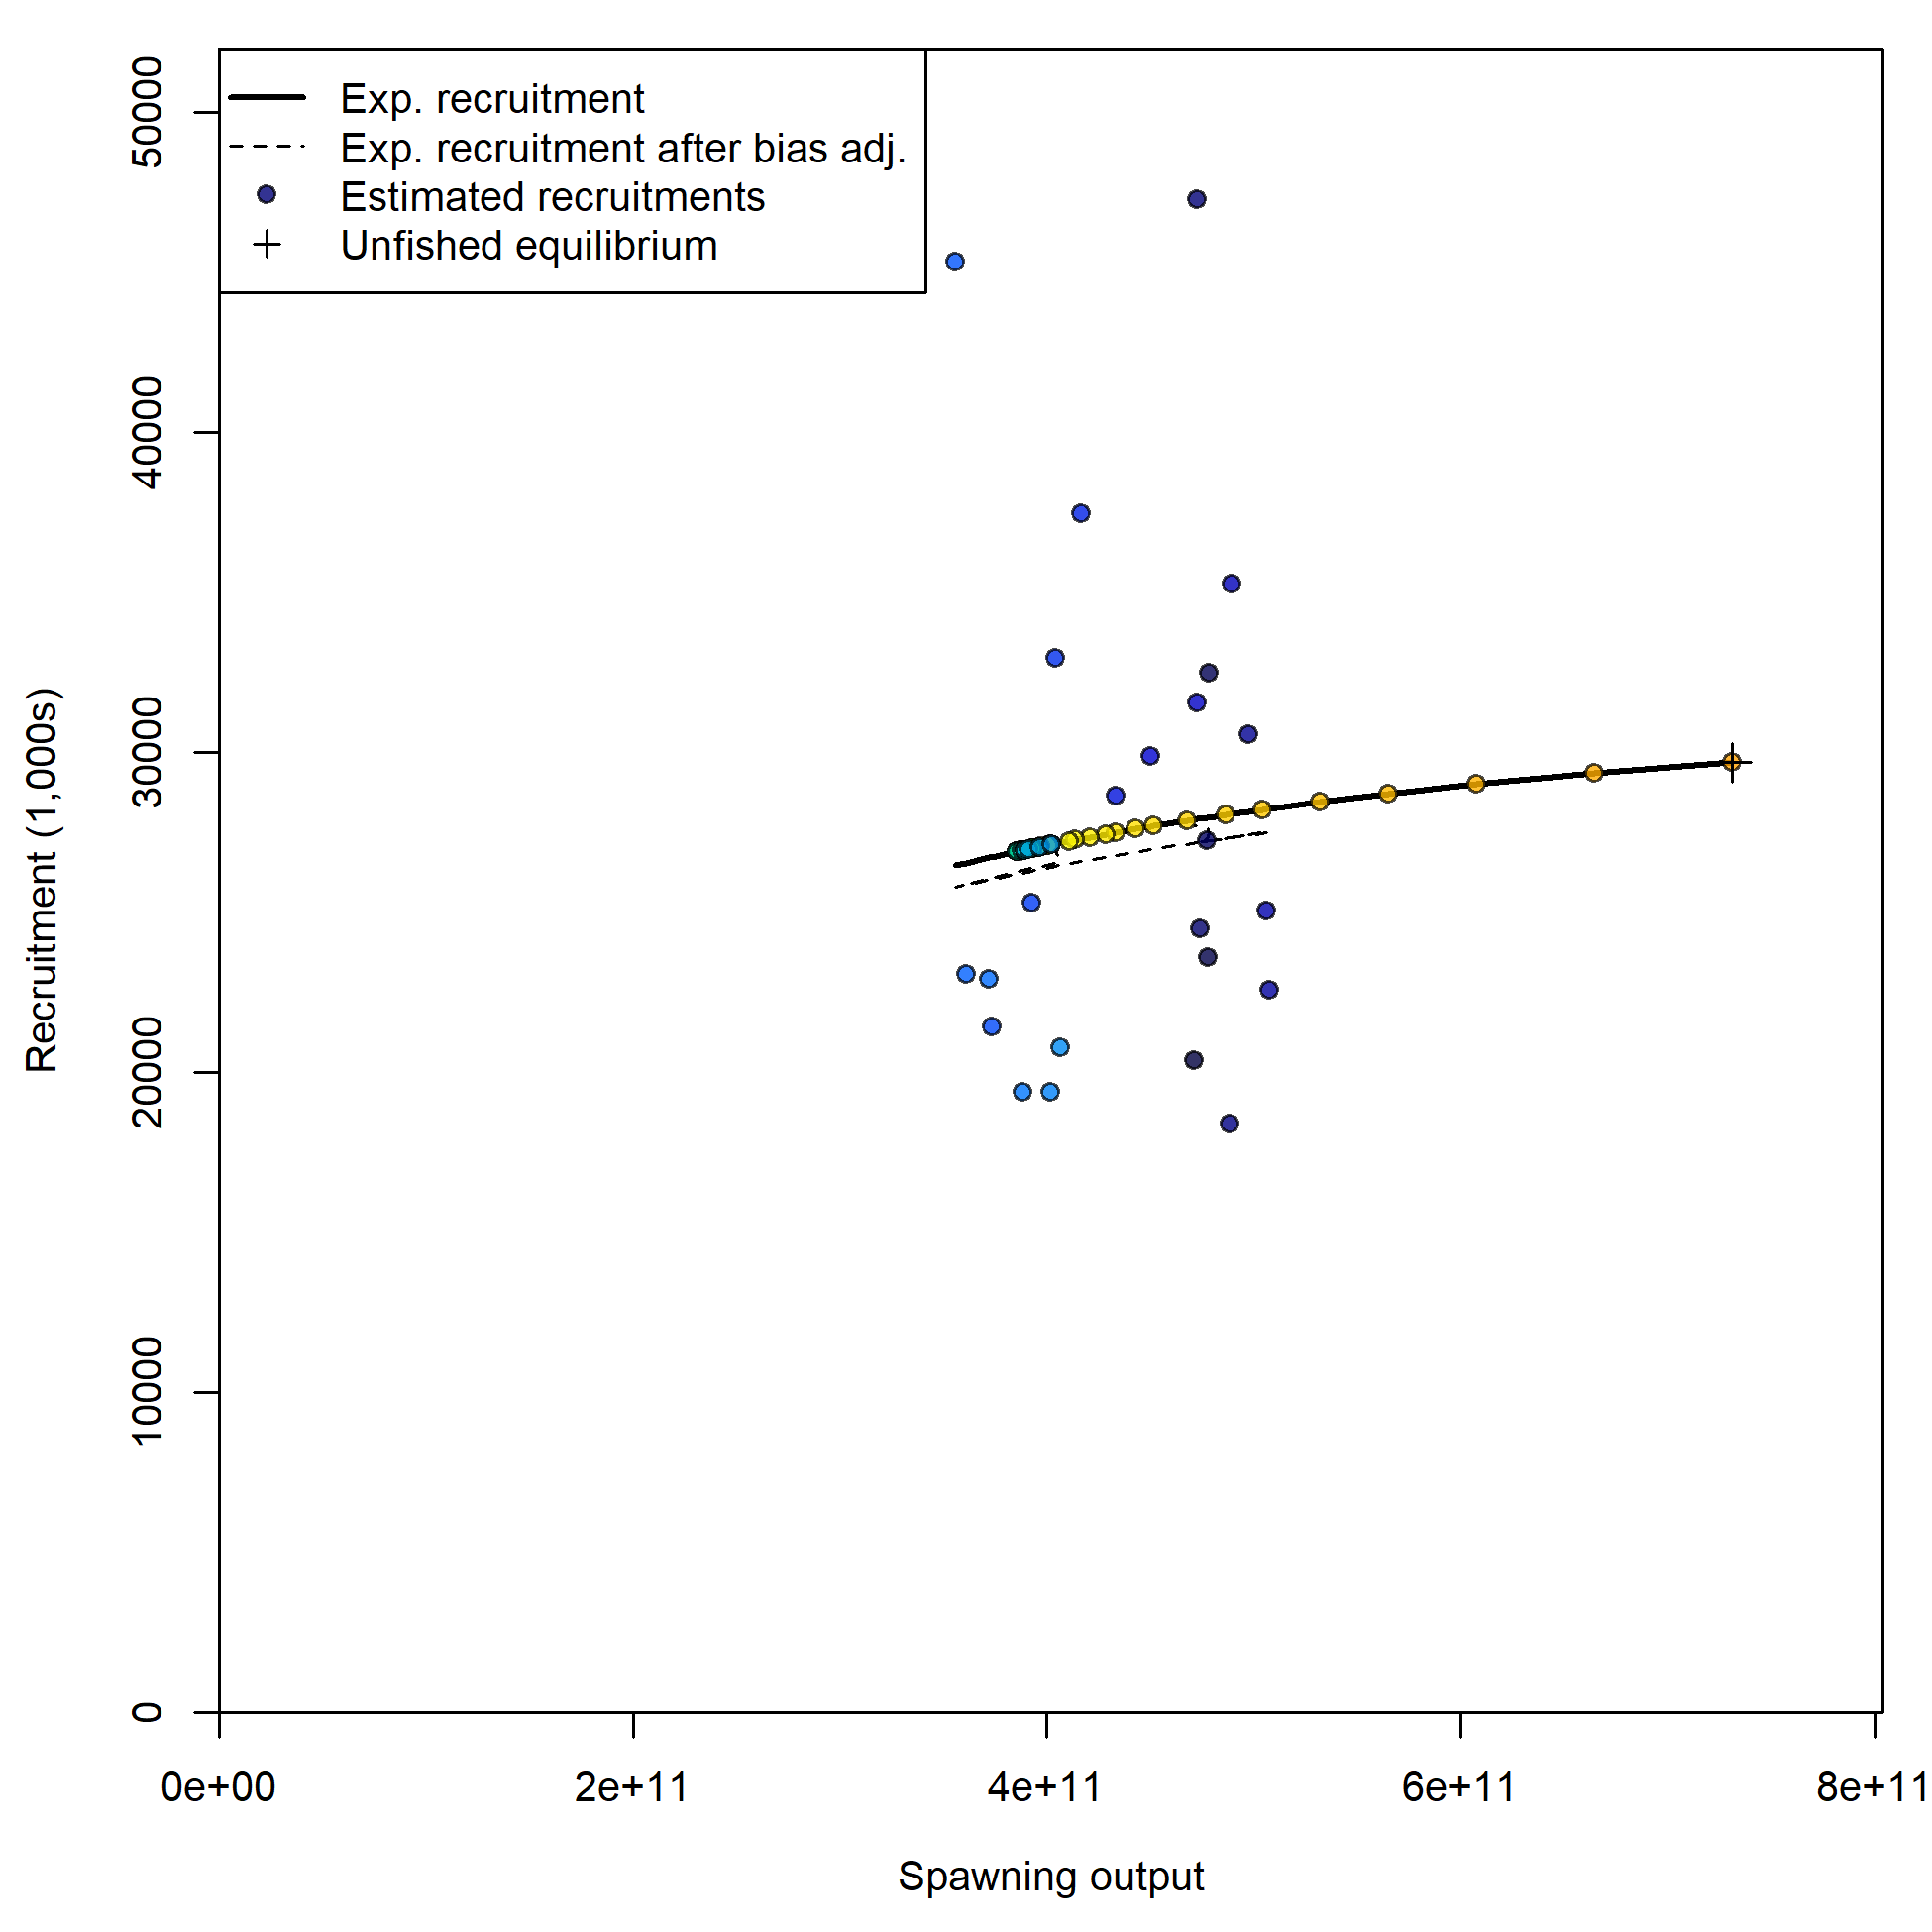 Exp. recruitment
Exp. recruitment after bias adj.
Estimated recruitments
Unfished equilibrium
50000
40000
30000
20000
10000
0
Recruitment (1,000s)
0e+00 2e+11 4e+11 6e+11 8e+11
Spawning output